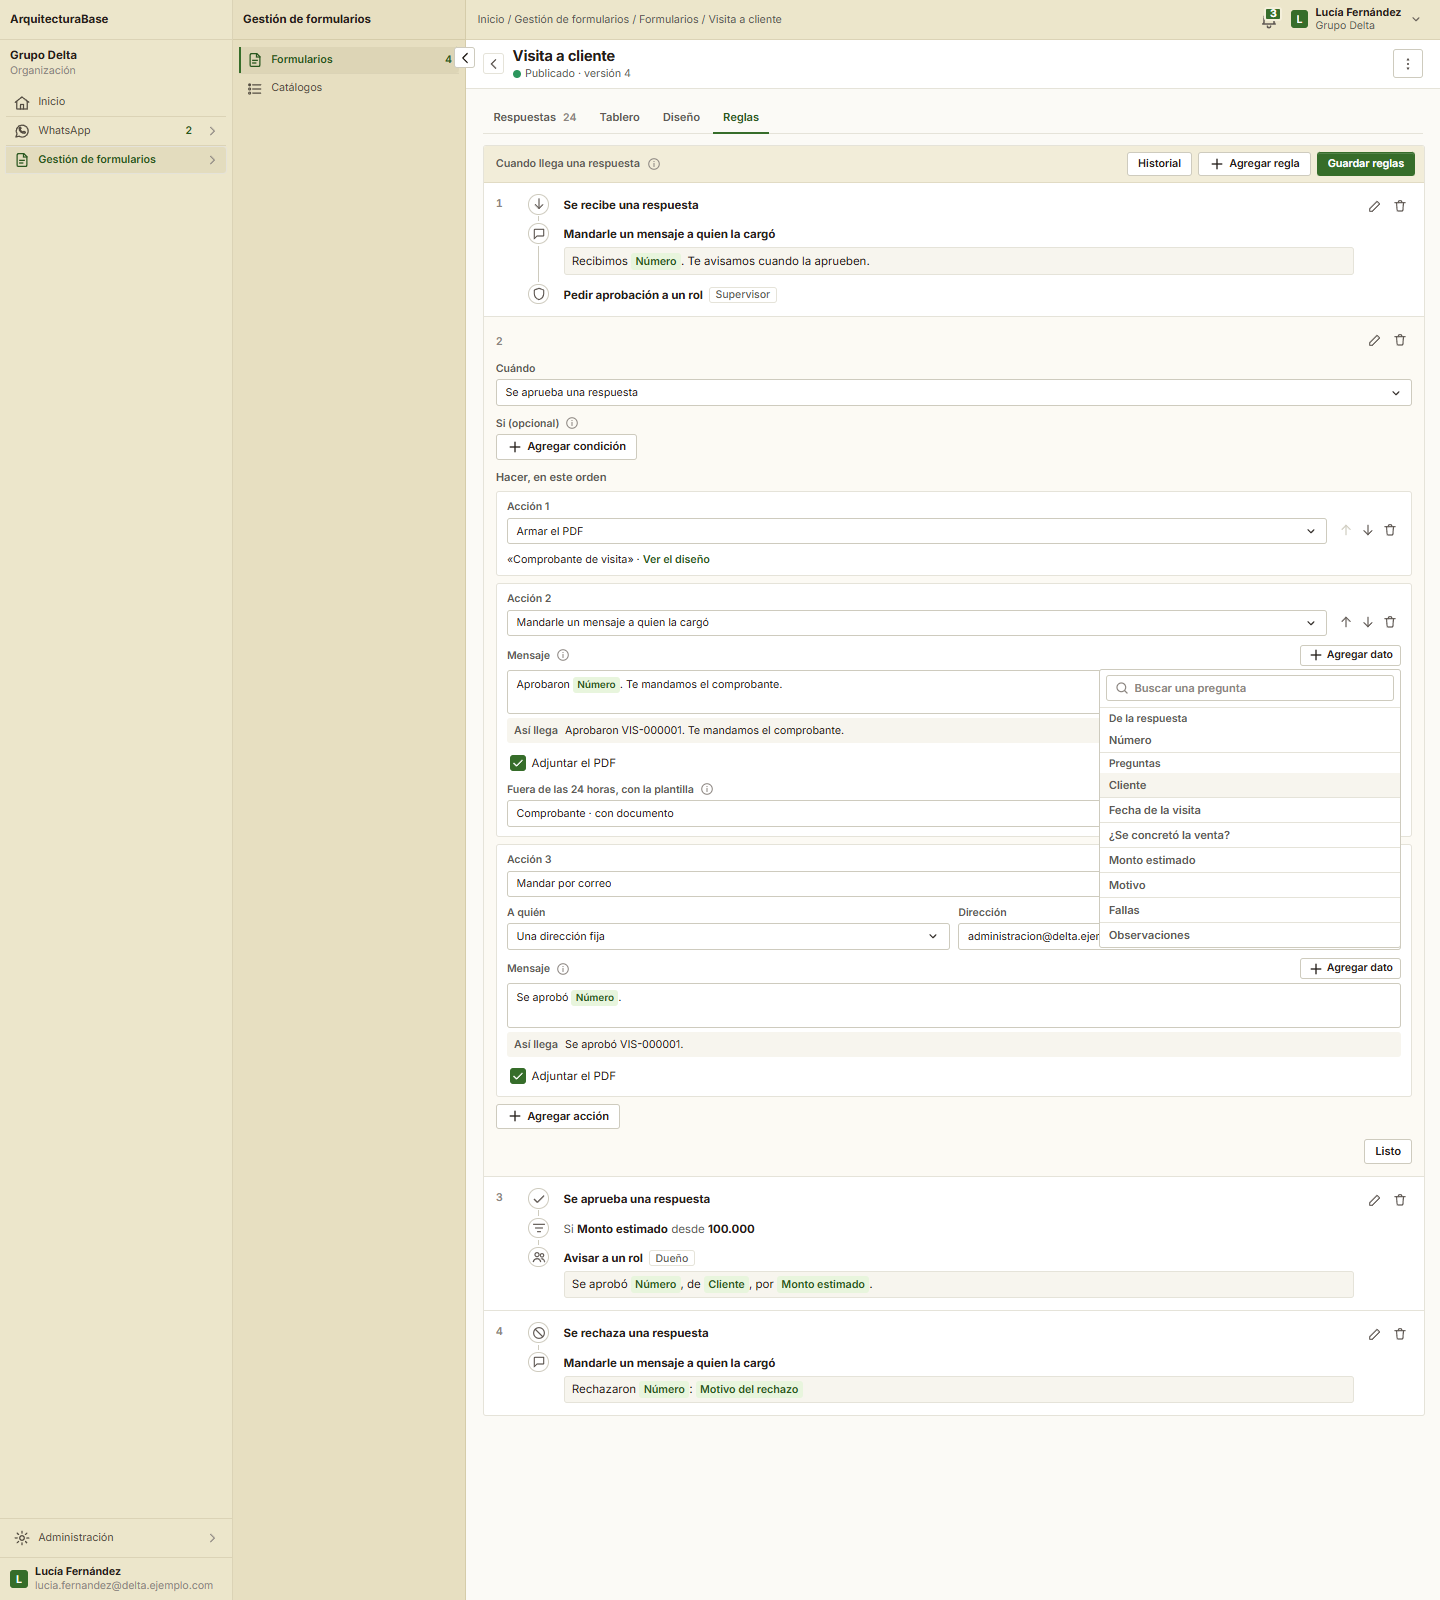 ArquitecturaBase
Grupo Delta
Organización
Inicio
WhatsApp 2
Gestión de formularios
Administración
L Lucía Fernández
lucia.fernandez@delta.ejemplo.com
Gestión de formularios
Formularios 4
Catálogos
Inicio / Gestión de formularios / Formularios / Visita a cliente
3
L Lucía Fernández
Grupo Delta
Visita a cliente
Publicado · versión 4
Respuestas 24 Tablero Diseño Reglas
Cuando llega una respuesta Historial Agregar regla Guardar reglas
1 Se recibe una respuesta
Mandarle un mensaje a quien la cargó
Recibimos Número. Te avisamos cuando la aprueben.
Pedir aprobación a un rol Supervisor
2
Cuándo
Se aprueba una respuesta
Si (opcional)
Agregar condición
Hacer, en este orden
Acción 1
Armar el PDF
«Comprobante de visita» · Ver el diseño
Acción 2
Mandarle un mensaje a quien la cargó
Mensaje Agregar dato
Aprobaron Número. Te mandamos el comprobante.
Así llega Aprobaron VIS-000001. Te mandamos el comprobante.
Adjuntar el PDF
Fuera de las 24 horas, con la plantilla
Comprobante · con documento
Buscar una pregunta
De la respuesta
Número
Preguntas
Cliente
Fecha de la visita
¿Se concretó la venta?
Monto estimado
Motivo
Fallas
Observaciones
Acción 3
Mandar por correo
A quién Dirección
Una dirección fija administracion@delta.ejer
Mensaje Agregar dato
Se aprobó Número.
Así llega Se aprobó VIS-000001.
Adjuntar el PDF
Agregar acción
Listo
3 Se aprueba una respuesta
Si Monto estimado desde 100.000
Avisar a un rol Dueño
Se aprobó Número, de Cliente, por Monto estimado.
4 Se rechaza una respuesta
Mandarle un mensaje a quien la cargó
Rechazaron Número: Motivo del rechazo